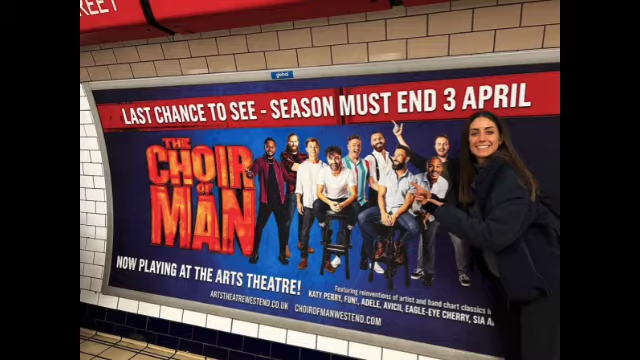 REET
global
LAST CHANCE TO SEE - SEASON MUST END 3 APRIL
THE
CHOIR
OF
MAN
NOW PLAYING AT THE ARTS THEATRE!
ARTSTHEATREWESTEND.CO.UK CHOIROFMANWESTEND.COM
Featuring reinventions of artist and band chart classics
KATY PERRY, FUN!, ADELE, AVICII, EAGLE-EYE CHERRY, SIA